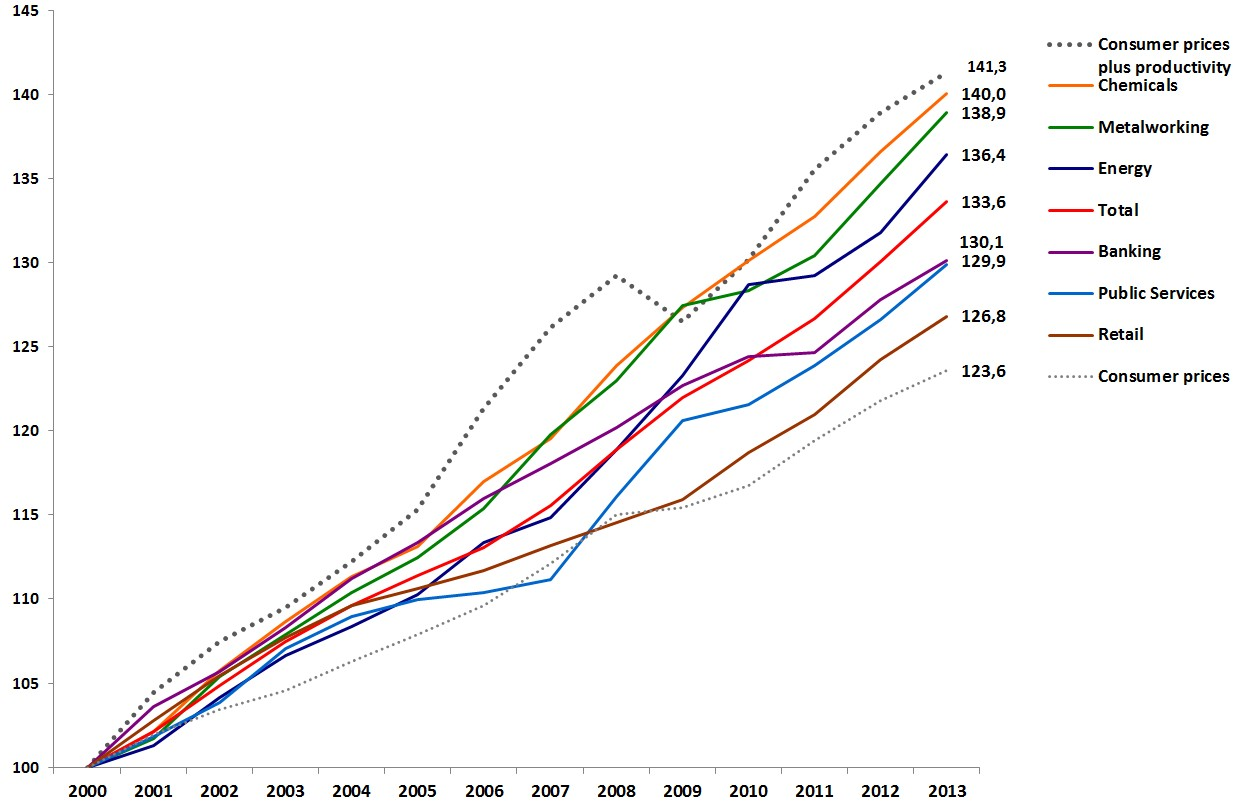 145
140
135
130
125
120
115
110
105
100
2000 2001 2002 2003 2004 2005 2006 2007 2008 2009 2010 2011 2012 2013
141,3
140,0
138,9
136,4
133,6
130,1
129,9
126,8
123,6
Consumer prices
plus productivity
Chemicals
Metalworking
Energy
Total
Banking
Public Services
Retail
Consumer prices